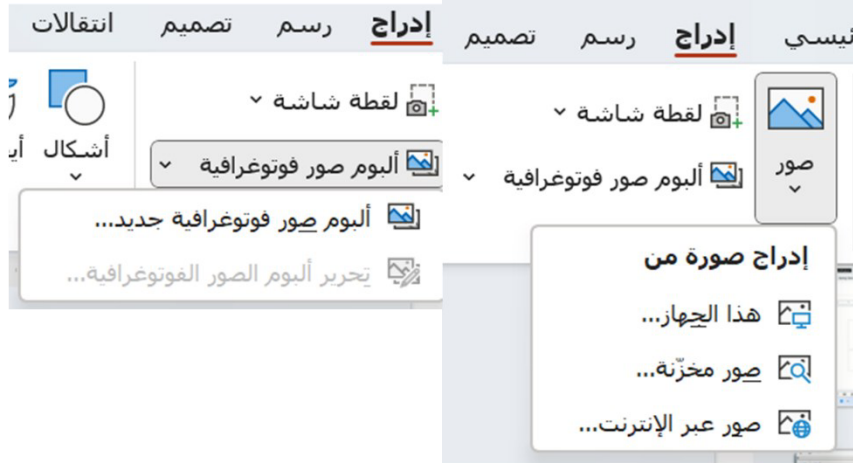 ئيسي إدراج رسم تصميم
صور
لقطة شاشة
ألبوم صور فوتوغرافية
إدراج صورة من
هذا الجهاز...
صور مخزّنة...
صور عبر الإنترنت...
إدراج رسم تصميم انتقالات
لقطة شاشة
ألبوم صور فوتوغرافية
أشكال
ألبوم صور فوتوغرافية جديد...
تحرير ألبوم الصور الفوتوغرافية...